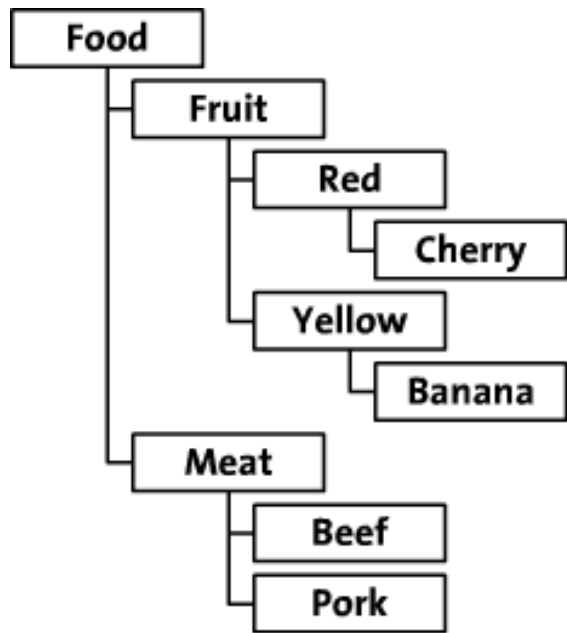 Food
Fruit
Red
Cherry
Yellow
Banana
Meat
Beef
Pork